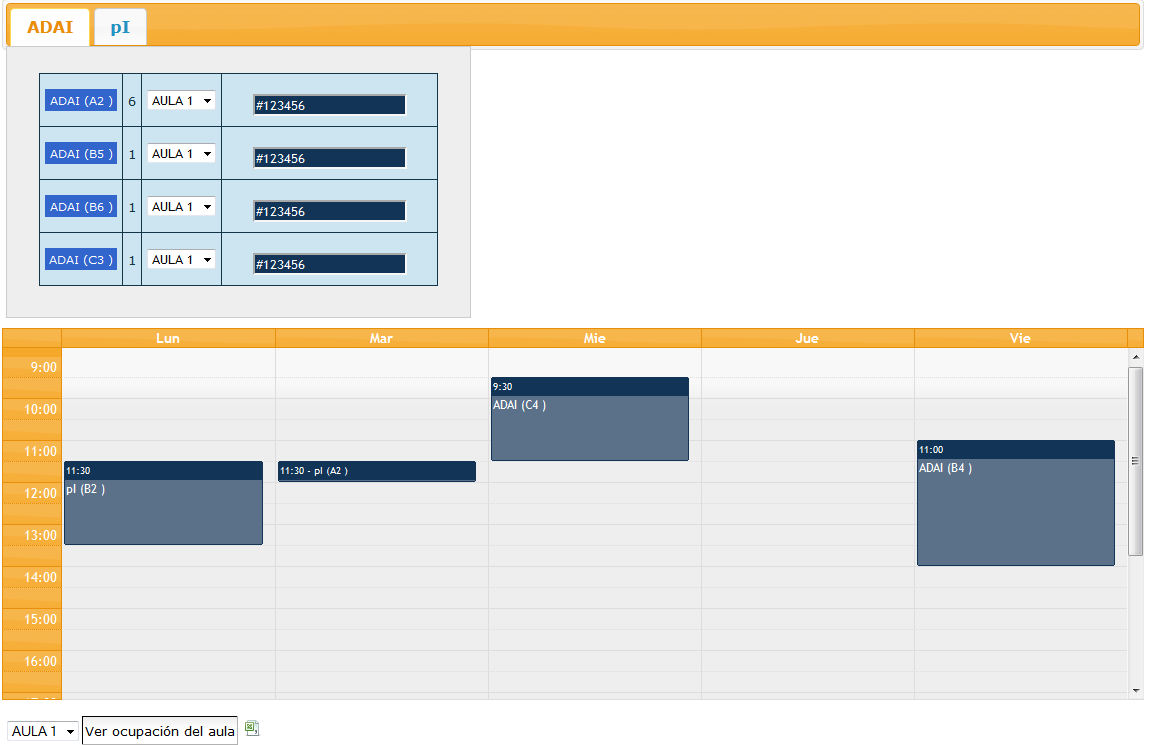 ADAI pI
ADAI (A2 ) 6 AULA 1 #123456
ADAI (B5 ) 1 AULA 1 #123456
ADAI (B6 ) 1 AULA 1 #123456
ADAI (C3 ) 1 AULA 1 #123456
Lun Mar Mie Jue Vie
9:00
9:30
10:00
ADAI (C4 )
11:00
11:00
ADAI (B4 )
11:30
11:30 - pI (A2 )
12:00
pI (B2 )
13:00
14:00
15:00
16:00
AULA 1 Ver ocupación del aula